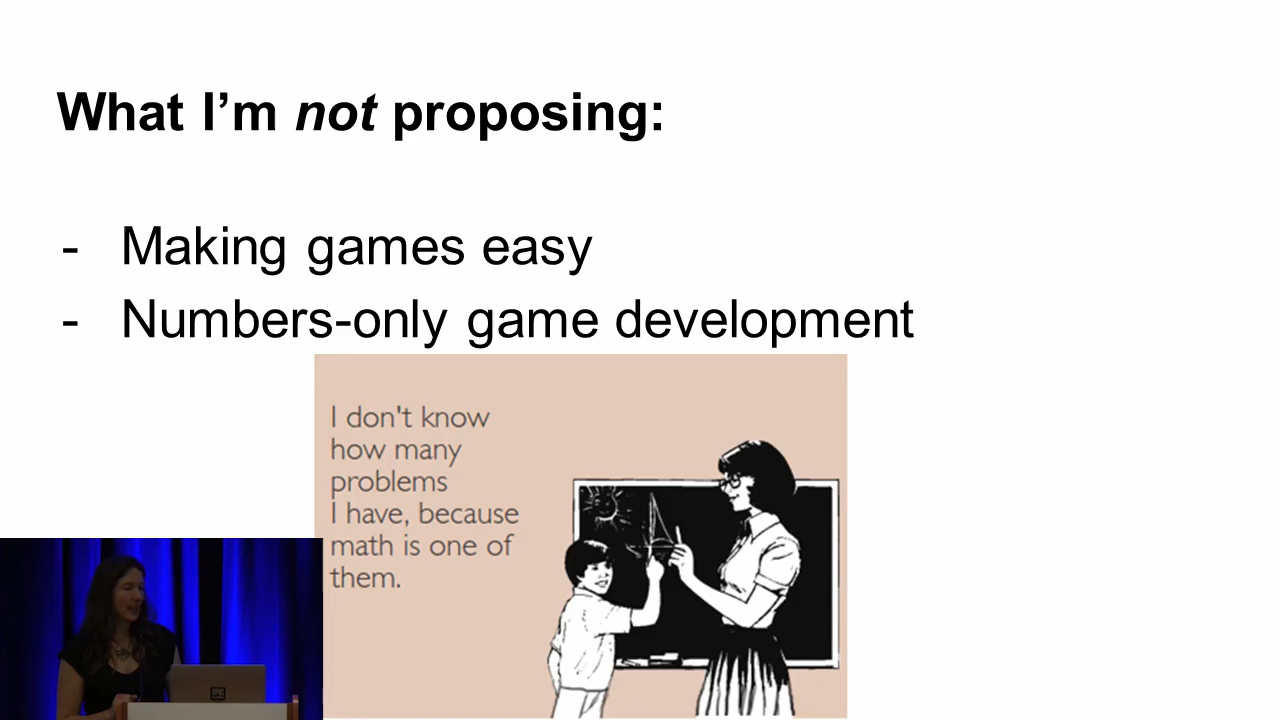 What I’m not proposing:
- Making games easy
- Numbers-only game development
I don't know
how many
problems
I have, because
math is one of
them.
EPIC